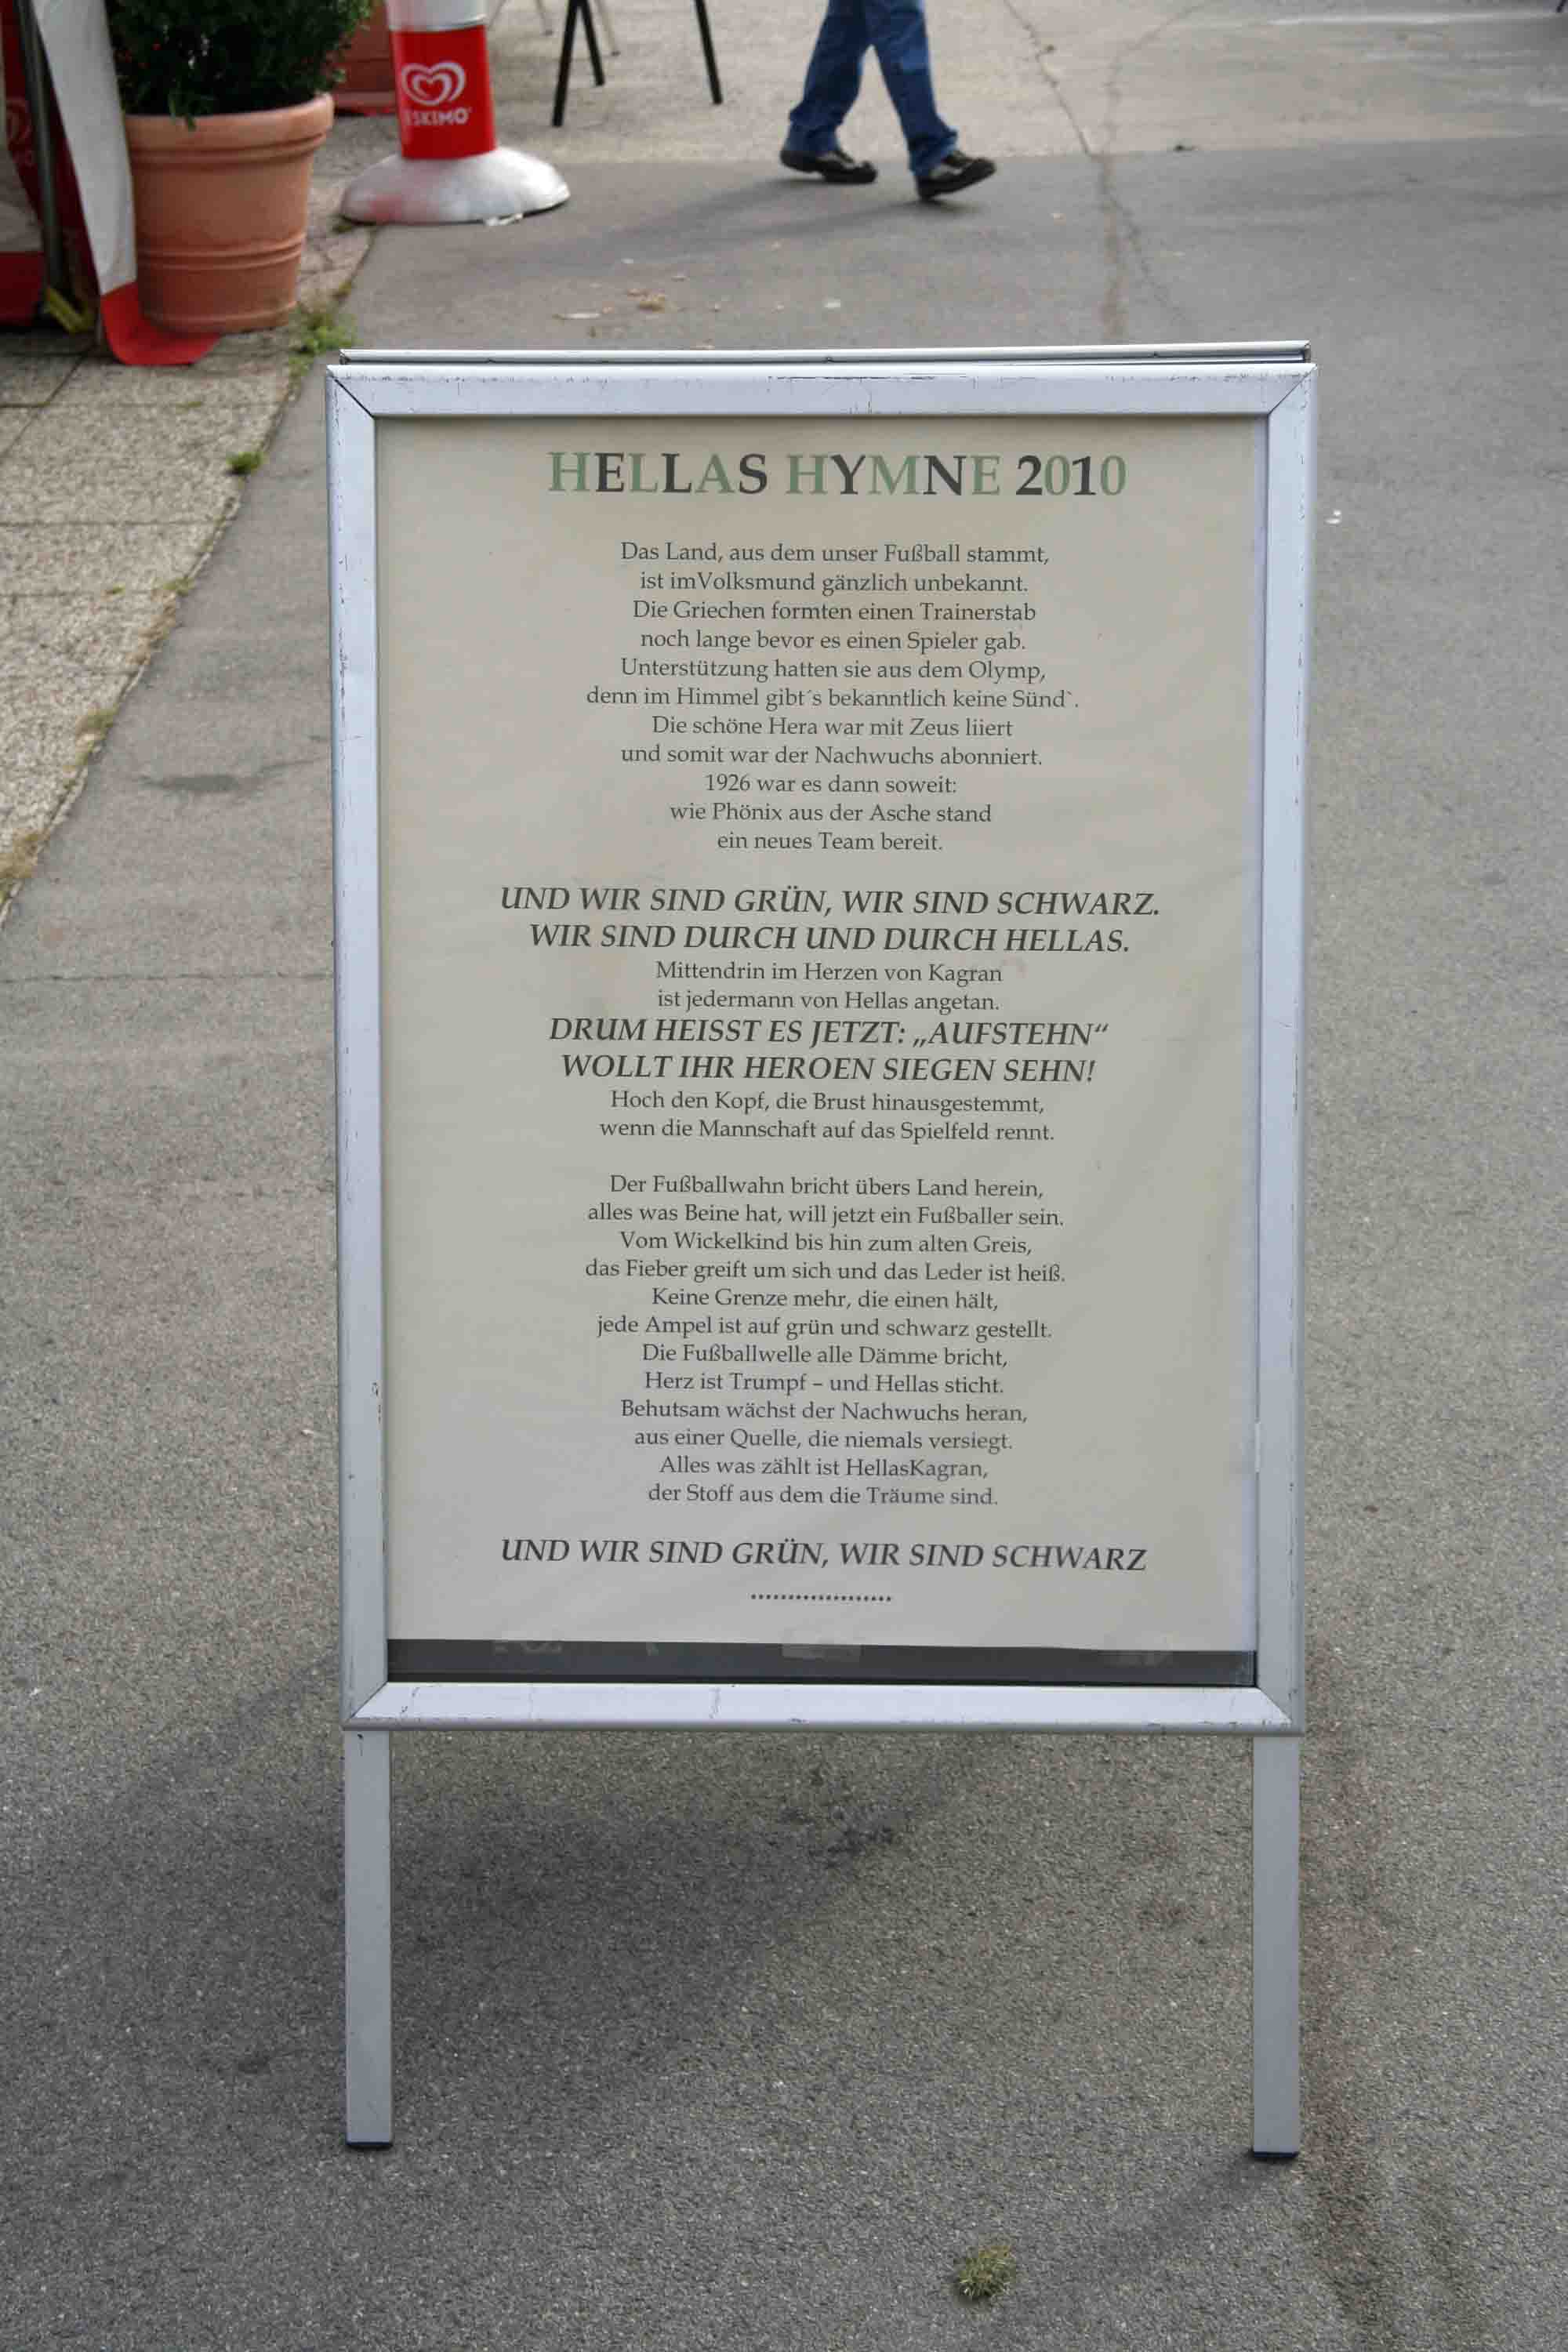 ESKIMO
HELLAS HYMNE 2010
Das Land, aus dem unser Fußball stammt,
ist imVolksmund gänzlich unbekannt.
Die Griechen formten einen Trainerstab
noch lange bevor es einen Spieler gab.
Unterstützung hatten sie aus dem Olymp,
denn im Himmel gibt´s bekanntlich keine Sünd`.
Die schöne Hera war mit Zeus liiert
und somit war der Nachwuchs abonniert.
1926 war es dann soweit:
wie Phönix aus der Asche stand
ein neues Team bereit.
UND WIR SIND GRÜN, WIR SIND SCHWARZ.
WIR SIND DURCH UND DURCH HELLAS.
Mittendrin im Herzen von Kagran
ist jedermann von Hellas angetan.
DRUM HEISST ES JETZT: „AUFSTEHN“
WOLLT IHR HEROEN SIEGEN SEHN!
Hoch den Kopf, die Brust hinausgestemmt,
wenn die Mannschaft auf das Spielfeld rennt.
Der Fußballwahn bricht übers Land herein,
alles was Beine hat, will jetzt ein Fußballer sein.
Vom Wickelkind bis hin zum alten Greis,
das Fieber greift um sich und das Leder ist heiß.
Keine Grenze mehr, die einen hält,
jede Ampel ist auf grün und schwarz gestellt.
Die Fußballwelle alle Dämme bricht,
Herz ist Trumpf – und Hellas sticht.
Behutsam wächst der Nachwuchs heran,
aus einer Quelle, die niemals versiegt.
Alles was zählt ist HellasKagran,
der Stoff aus dem die Träume sind.
UND WIR SIND GRÜN, WIR SIND SCHWARZ
...................